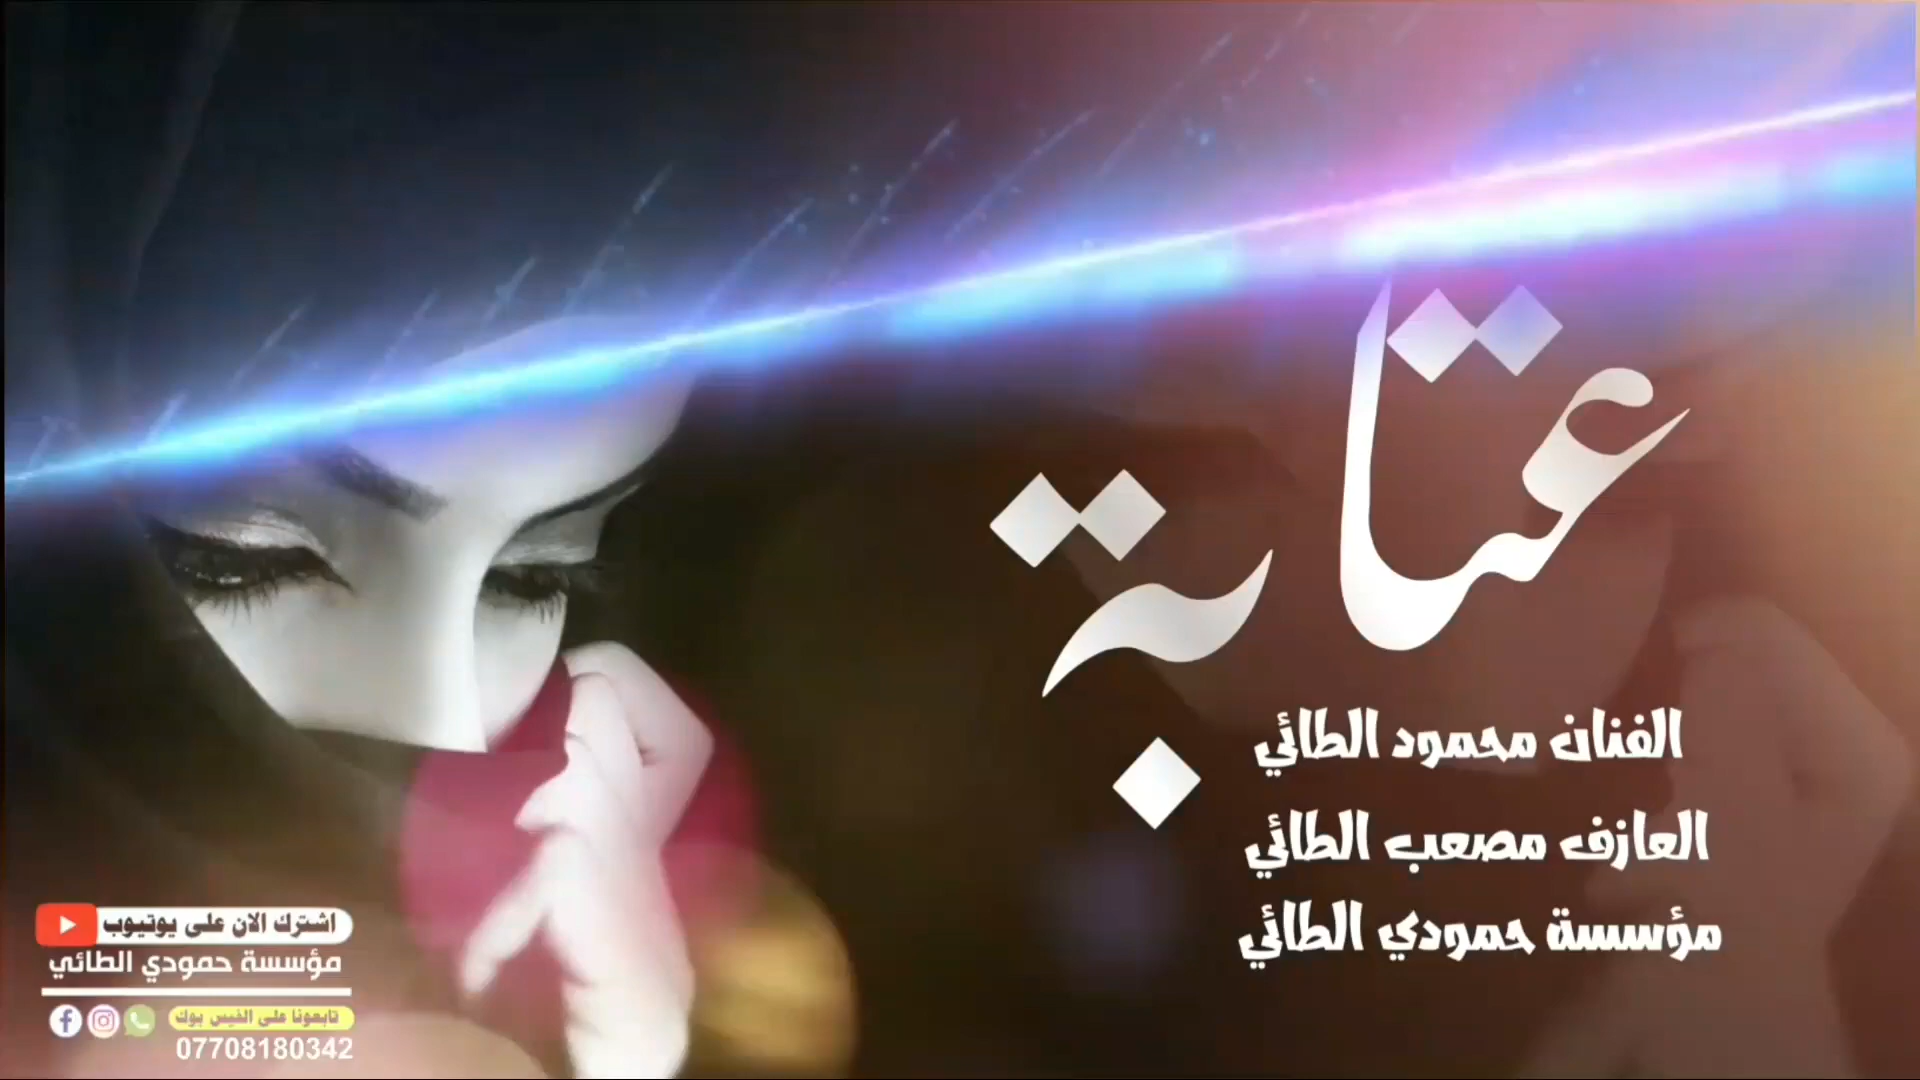 عتابة
الفنان محمود الطائي
العازف مصعب الطائي
مؤسسة حمودي الطائي
اشترك الان على يوتيوب
مؤسسة حمودي الطائي
تابعونا على الفيس بوك
07708180342